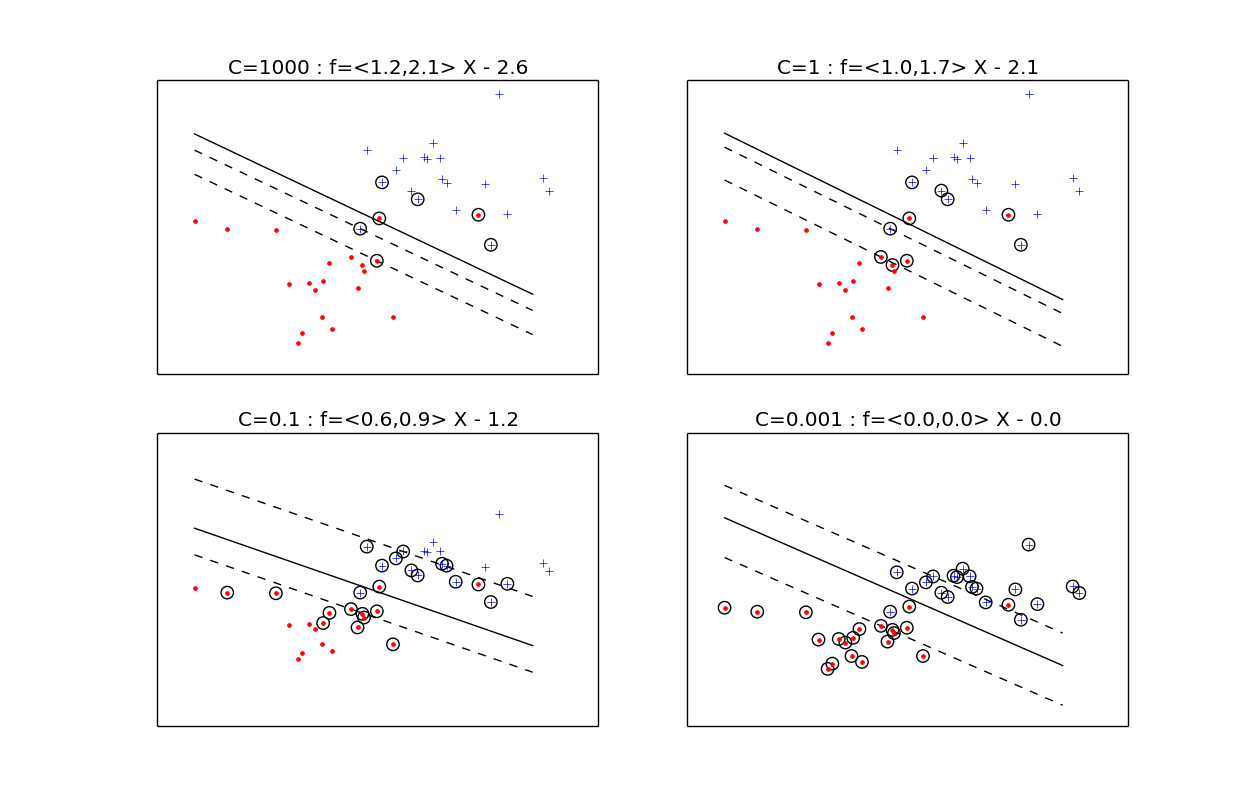 C=1000 : f=<1.2,2.1> X - 2.6
C=1 : f=<1.0,1.7> X - 2.1
C=0.1 : f=<0.6,0.9> X - 1.2
C=0.001 : f=<0.0,0.0> X - 0.0